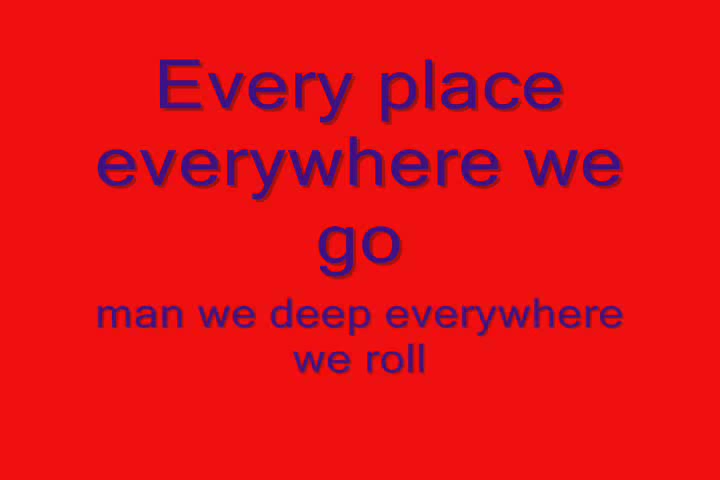 Every place
everywhere we
go
man we deep everywhere
we roll